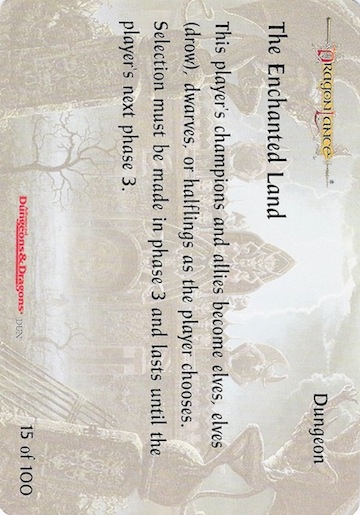 DRAGONLANCE®
Dungeon
The Enchanted Land
This player's champions and allies become elves, elves
(drow), dwarves, or halflings as the player chooses.
Selection must be made in phase 3 and lasts until the
player's next phase 3.
DUNGEONS & DRAGONS®
DUN
15 of 100